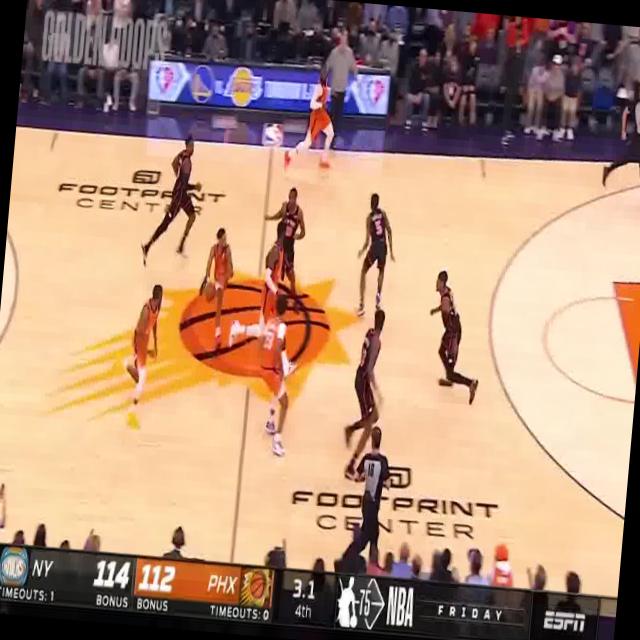 GOLDEN HOOPS
FOOTPRINT
CENTER
FOOTPRINT
CENTER
NY 114 112 PHX 3.1 75 NBA FRIDAY ESPN
TIMEOUTS: 1 BONUS BONUS TIMEOUTS: 0 4th